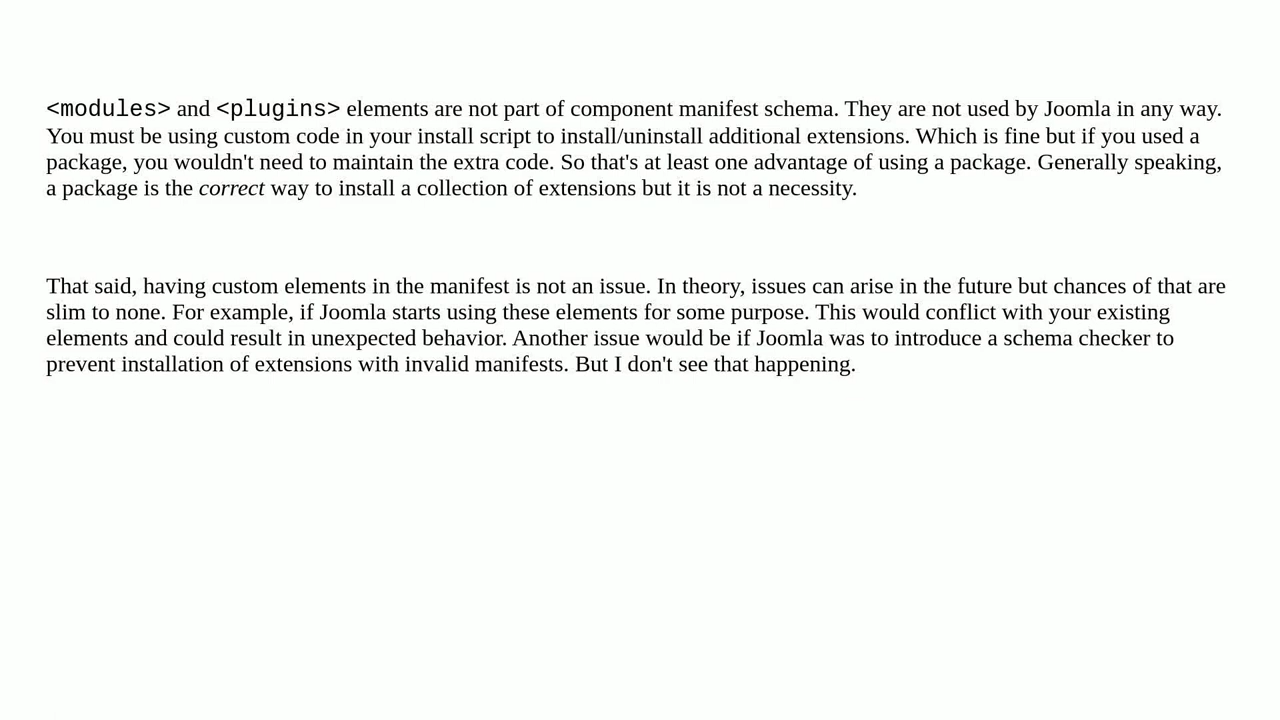 <modules> and <plugins> elements are not part of component manifest schema. They are not used by Joomla in any way.
You must be using custom code in your install script to install/uninstall additional extensions. Which is fine but if you used a
package, you wouldn't need to maintain the extra code. So that's at least one advantage of using a package. Generally speaking,
a package is the correct way to install a collection of extensions but it is not a necessity.
That said, having custom elements in the manifest is not an issue. In theory, issues can arise in the future but chances of that are
slim to none. For example, if Joomla starts using these elements for some purpose. This would conflict with your existing
elements and could result in unexpected behavior. Another issue would be if Joomla was to introduce a schema checker to
prevent installation of extensions with invalid manifests. But I don't see that happening.